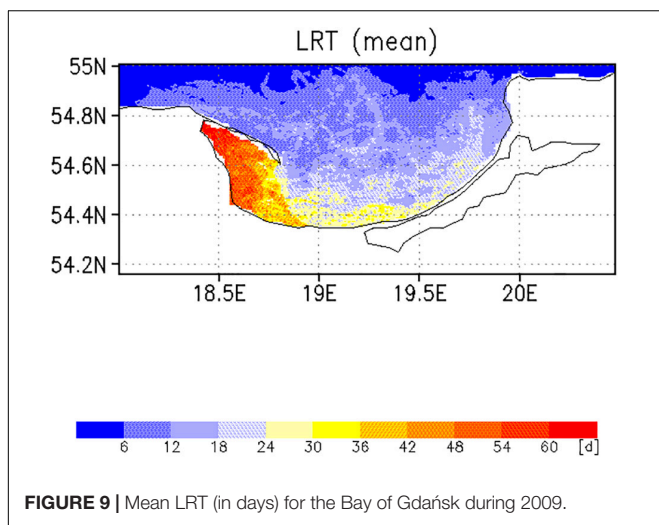 LRT (mean)
55N
54.8N
54.6N
54.4N
54.2N
18.5E 19E 19.5E 20E
6 12 18 24 30 36 42 48 54 60 [d]
FIGURE 9 | Mean LRT (in days) for the Bay of Gdańsk during 2009.